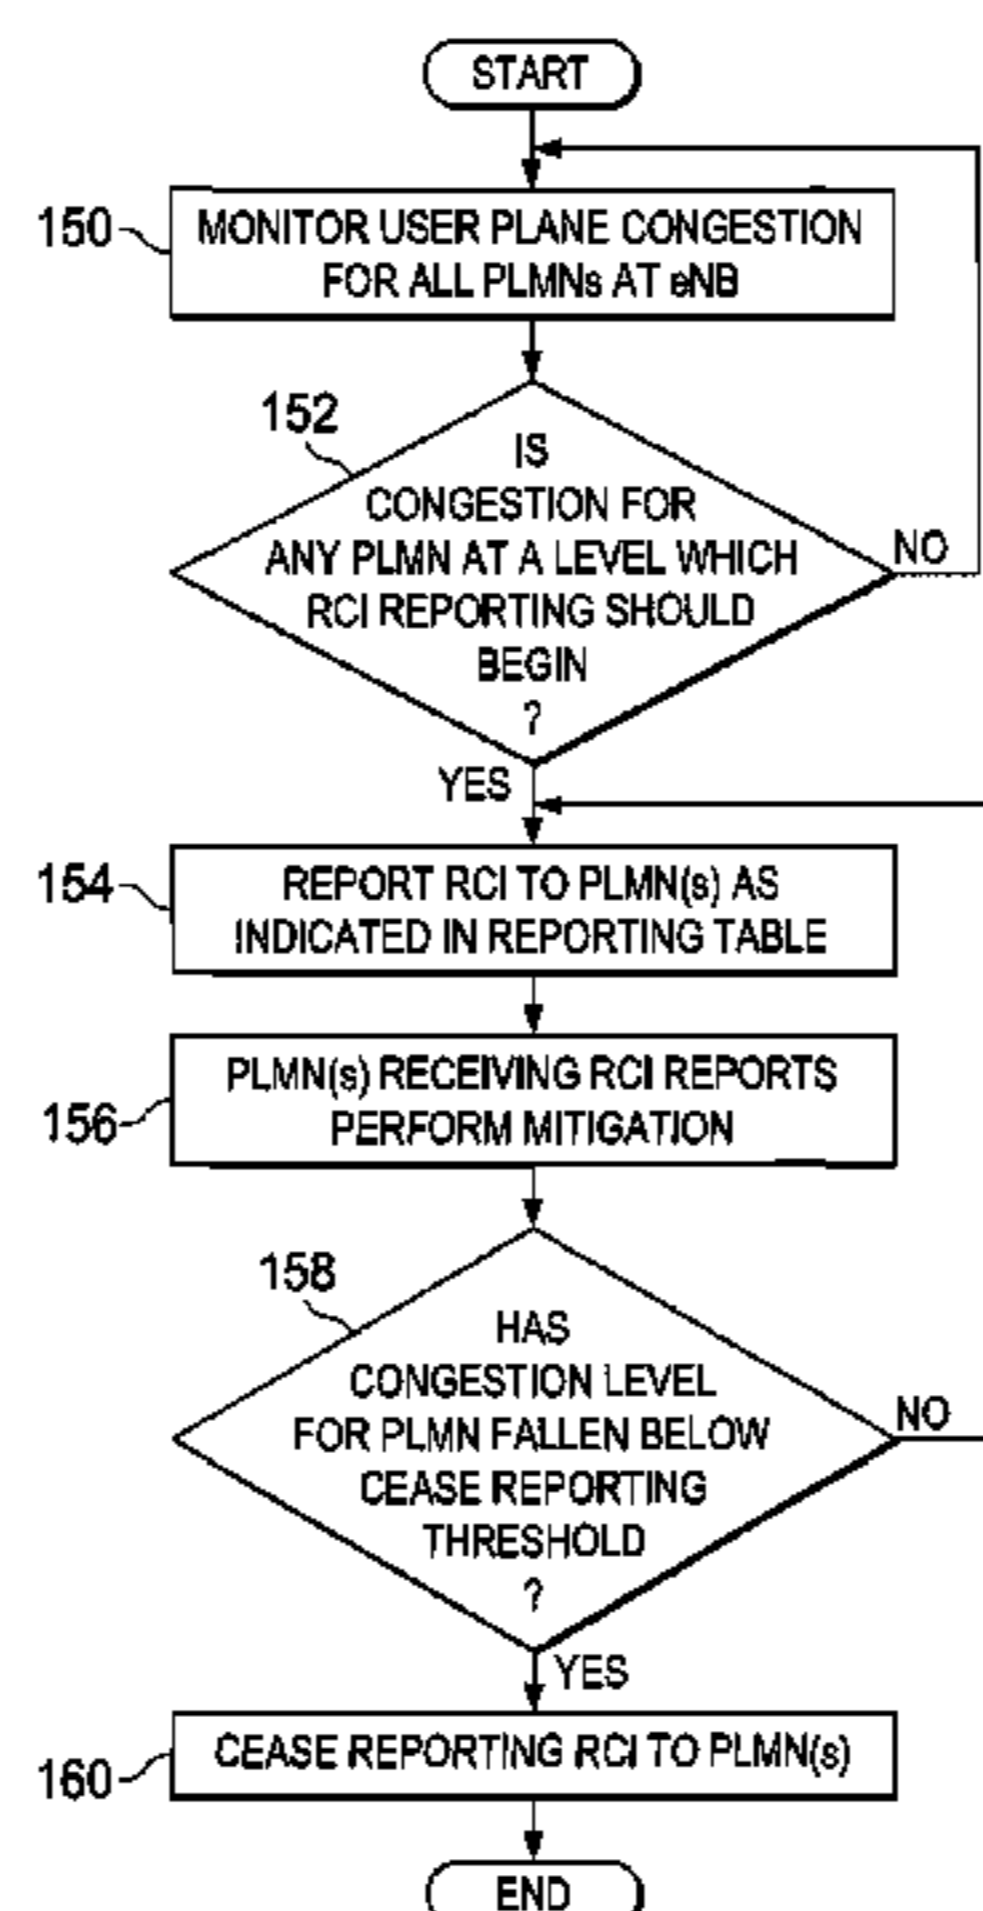 START
150
MONITOR USER PLANE CONGESTION
FOR ALL PLMNs AT eNB
152
IS
CONGESTION FOR
ANY PLMN AT A LEVEL WHICH
RCI REPORTING SHOULD
BEGIN
?
NO
YES
154
REPORT RCI TO PLMN(s) AS
INDICATED IN REPORTING TABLE
156
PLMN(s) RECEIVING RCI REPORTS
PERFORM MITIGATION
158
HAS
CONGESTION LEVEL
FOR PLMN FALLEN BELOW
CEASE REPORTING
THRESHOLD
?
NO
YES
160
CEASE REPORTING RCI TO PLMN(s)
END